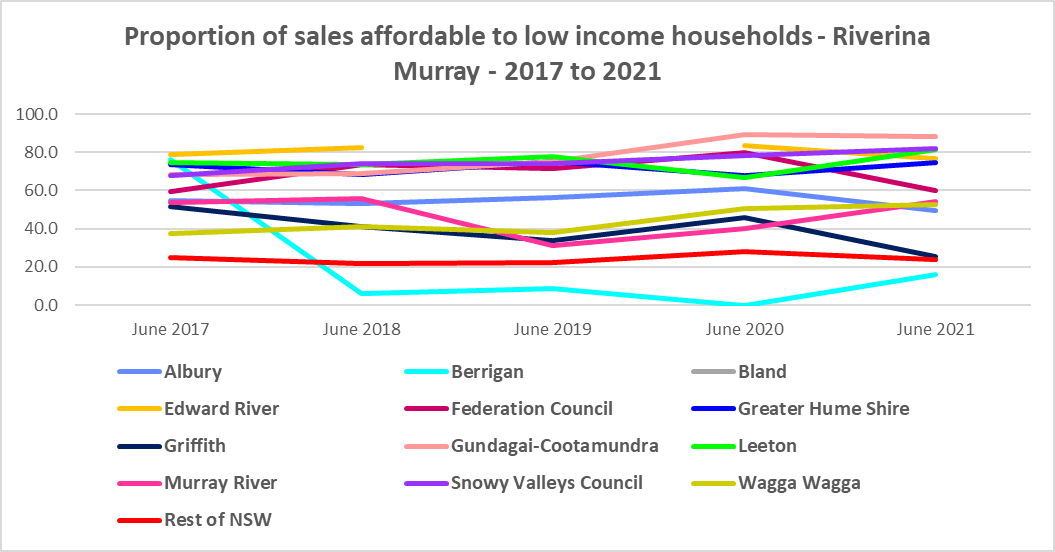 Proportion of sales affordable to low income households - Riverina
Murray - 2017 to 2021
100.0
80.0
60.0
40.0
20.0
0.0
June 2017 June 2018 June 2019 June 2020 June 2021
Albury Berrigan Bland
Edward River Federation Council Greater Hume Shire
Griffith Gundagai-Cootamundra Leeton
Murray River Snowy Valleys Council Wagga Wagga
Rest of NSW